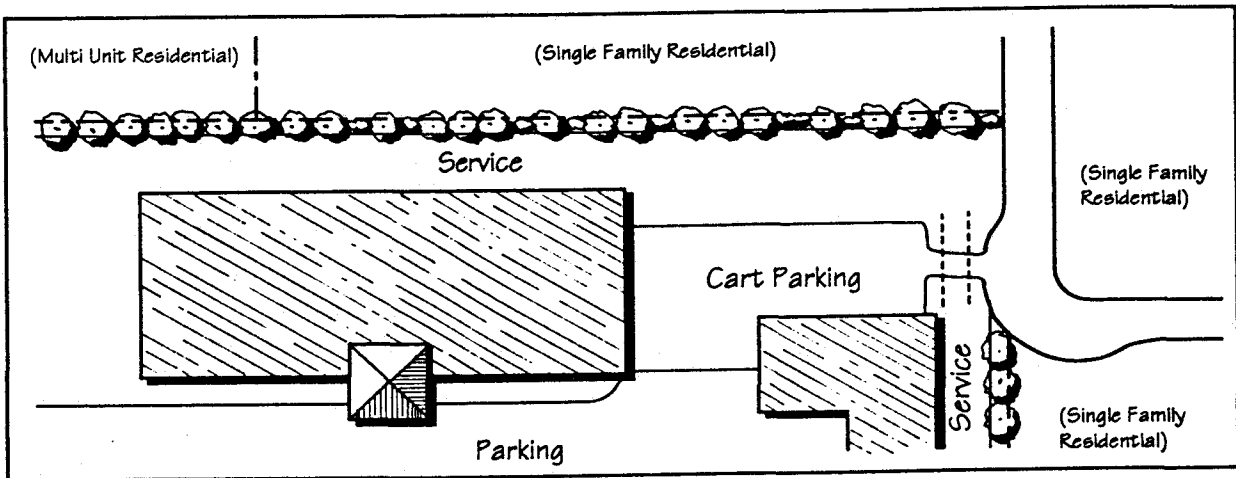 (Multi Unit Residential)
(Single Family Residential)
Service
(Single Family
Residential)
Cart Parking
Service
Parking
(Single Family
Residential)